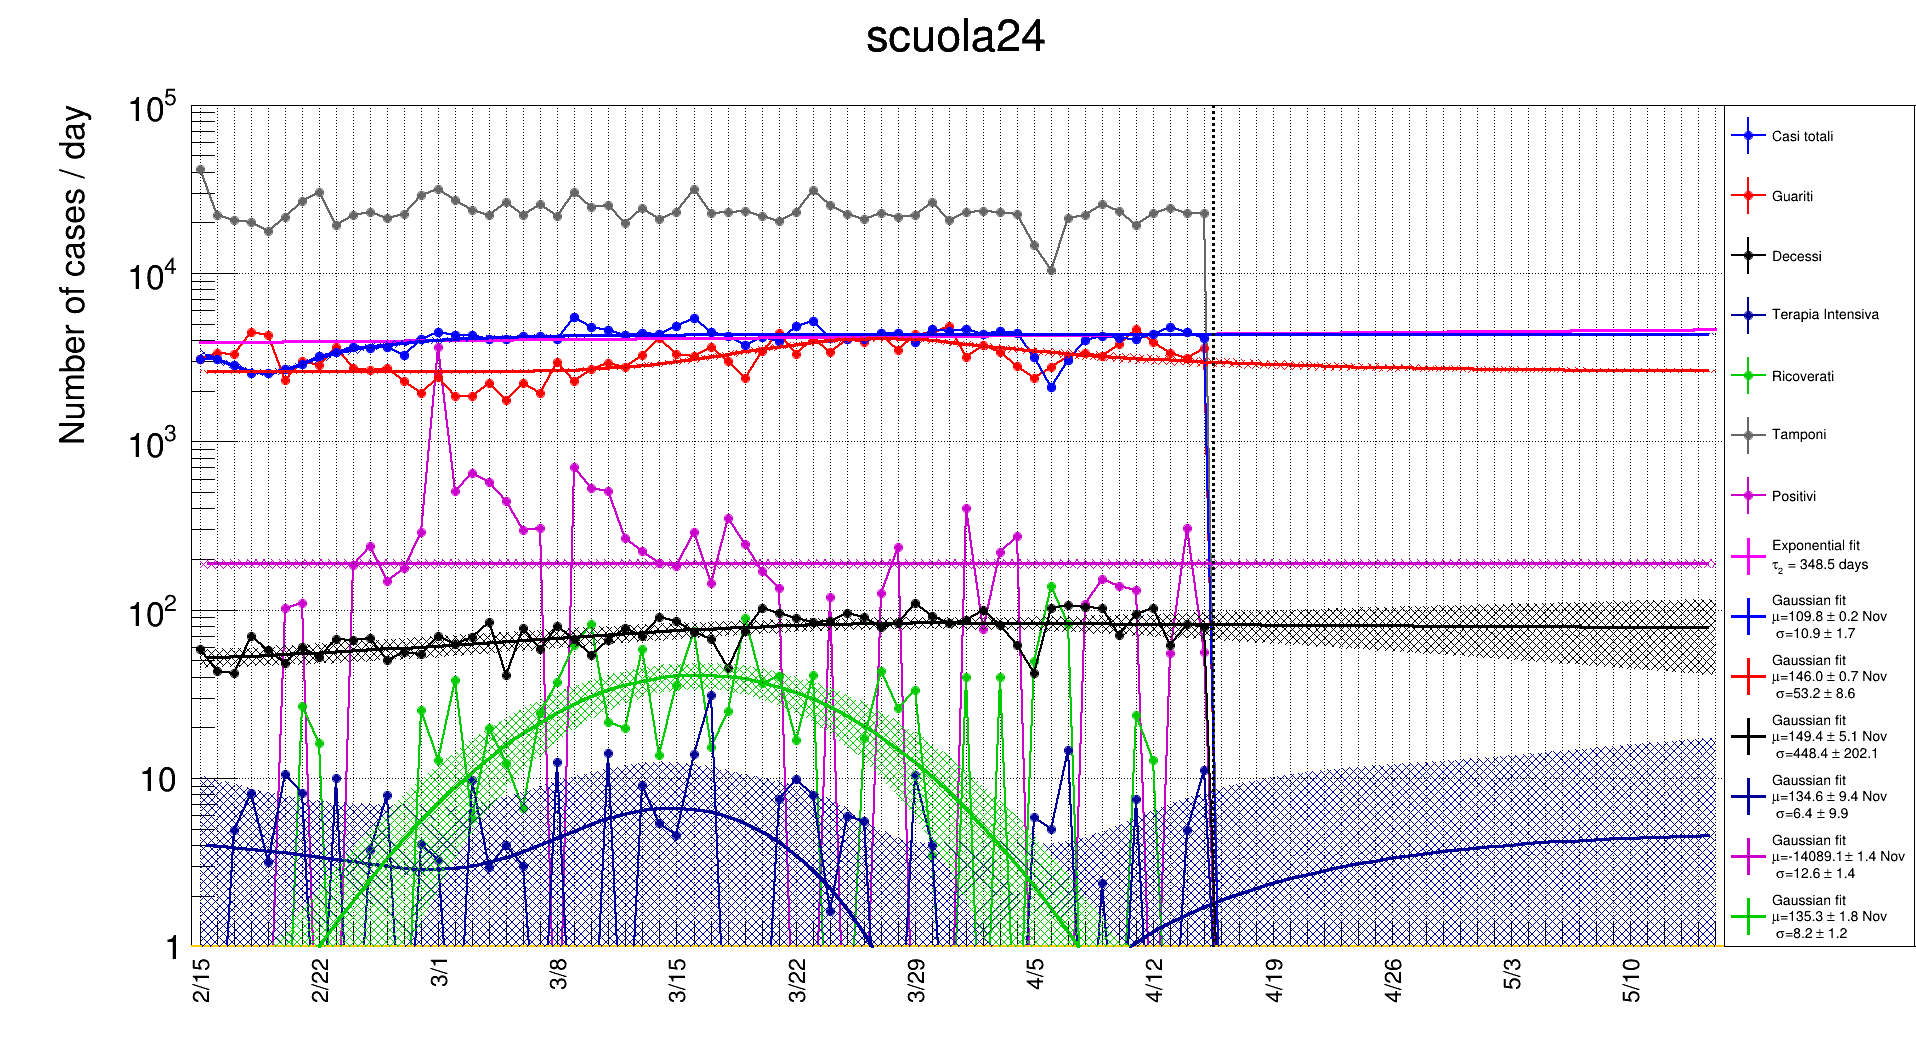 scuola24
Number of cases / day
10^5
10^4
10^3
10^2
10
1
2/15
2/22
3/1
3/8
3/15
3/22
3/29
4/5
4/12
4/19
4/26
5/3
5/10
Casi totali
Guariti
Decessi
Terapia Intensiva
Ricoverati
Tamponi
Positivi
Exponential fit
τ₂ = 348.5 days
Gaussian fit
μ=109.8 ± 0.2 Nov
σ=10.9 ± 1.7
Gaussian fit
μ=146.0 ± 0.7 Nov
σ=53.2 ± 8.6
Gaussian fit
μ=149.4 ± 5.1 Nov
σ=448.4 ± 202.1
Gaussian fit
μ=134.6 ± 9.4 Nov
σ=6.4 ± 9.9
Gaussian fit
μ=-14089.1 ± 1.4 Nov
σ=12.6 ± 1.4
Gaussian fit
μ=135.3 ± 1.8 Nov
σ=8.2 ± 1.2